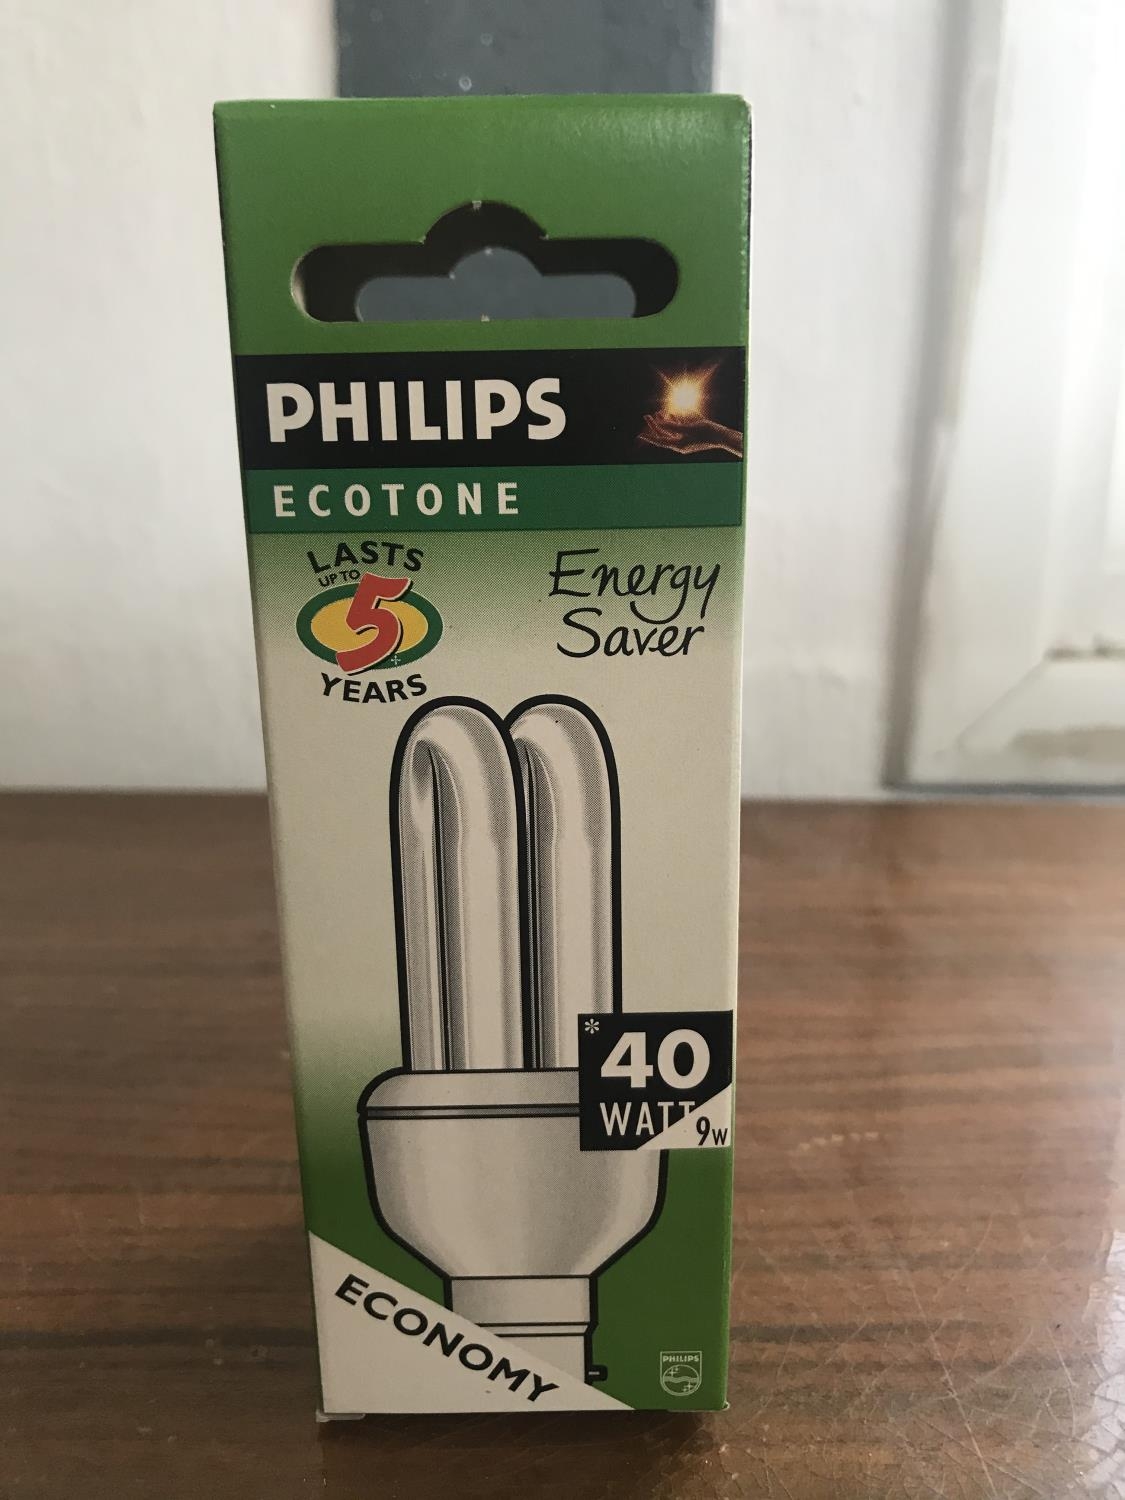 PHILIPS
ECOTONE
LASTS
UP TO
5
YEARS
Energy
Saver
*40
WATT
9W
ECONOMY
PHILIPS